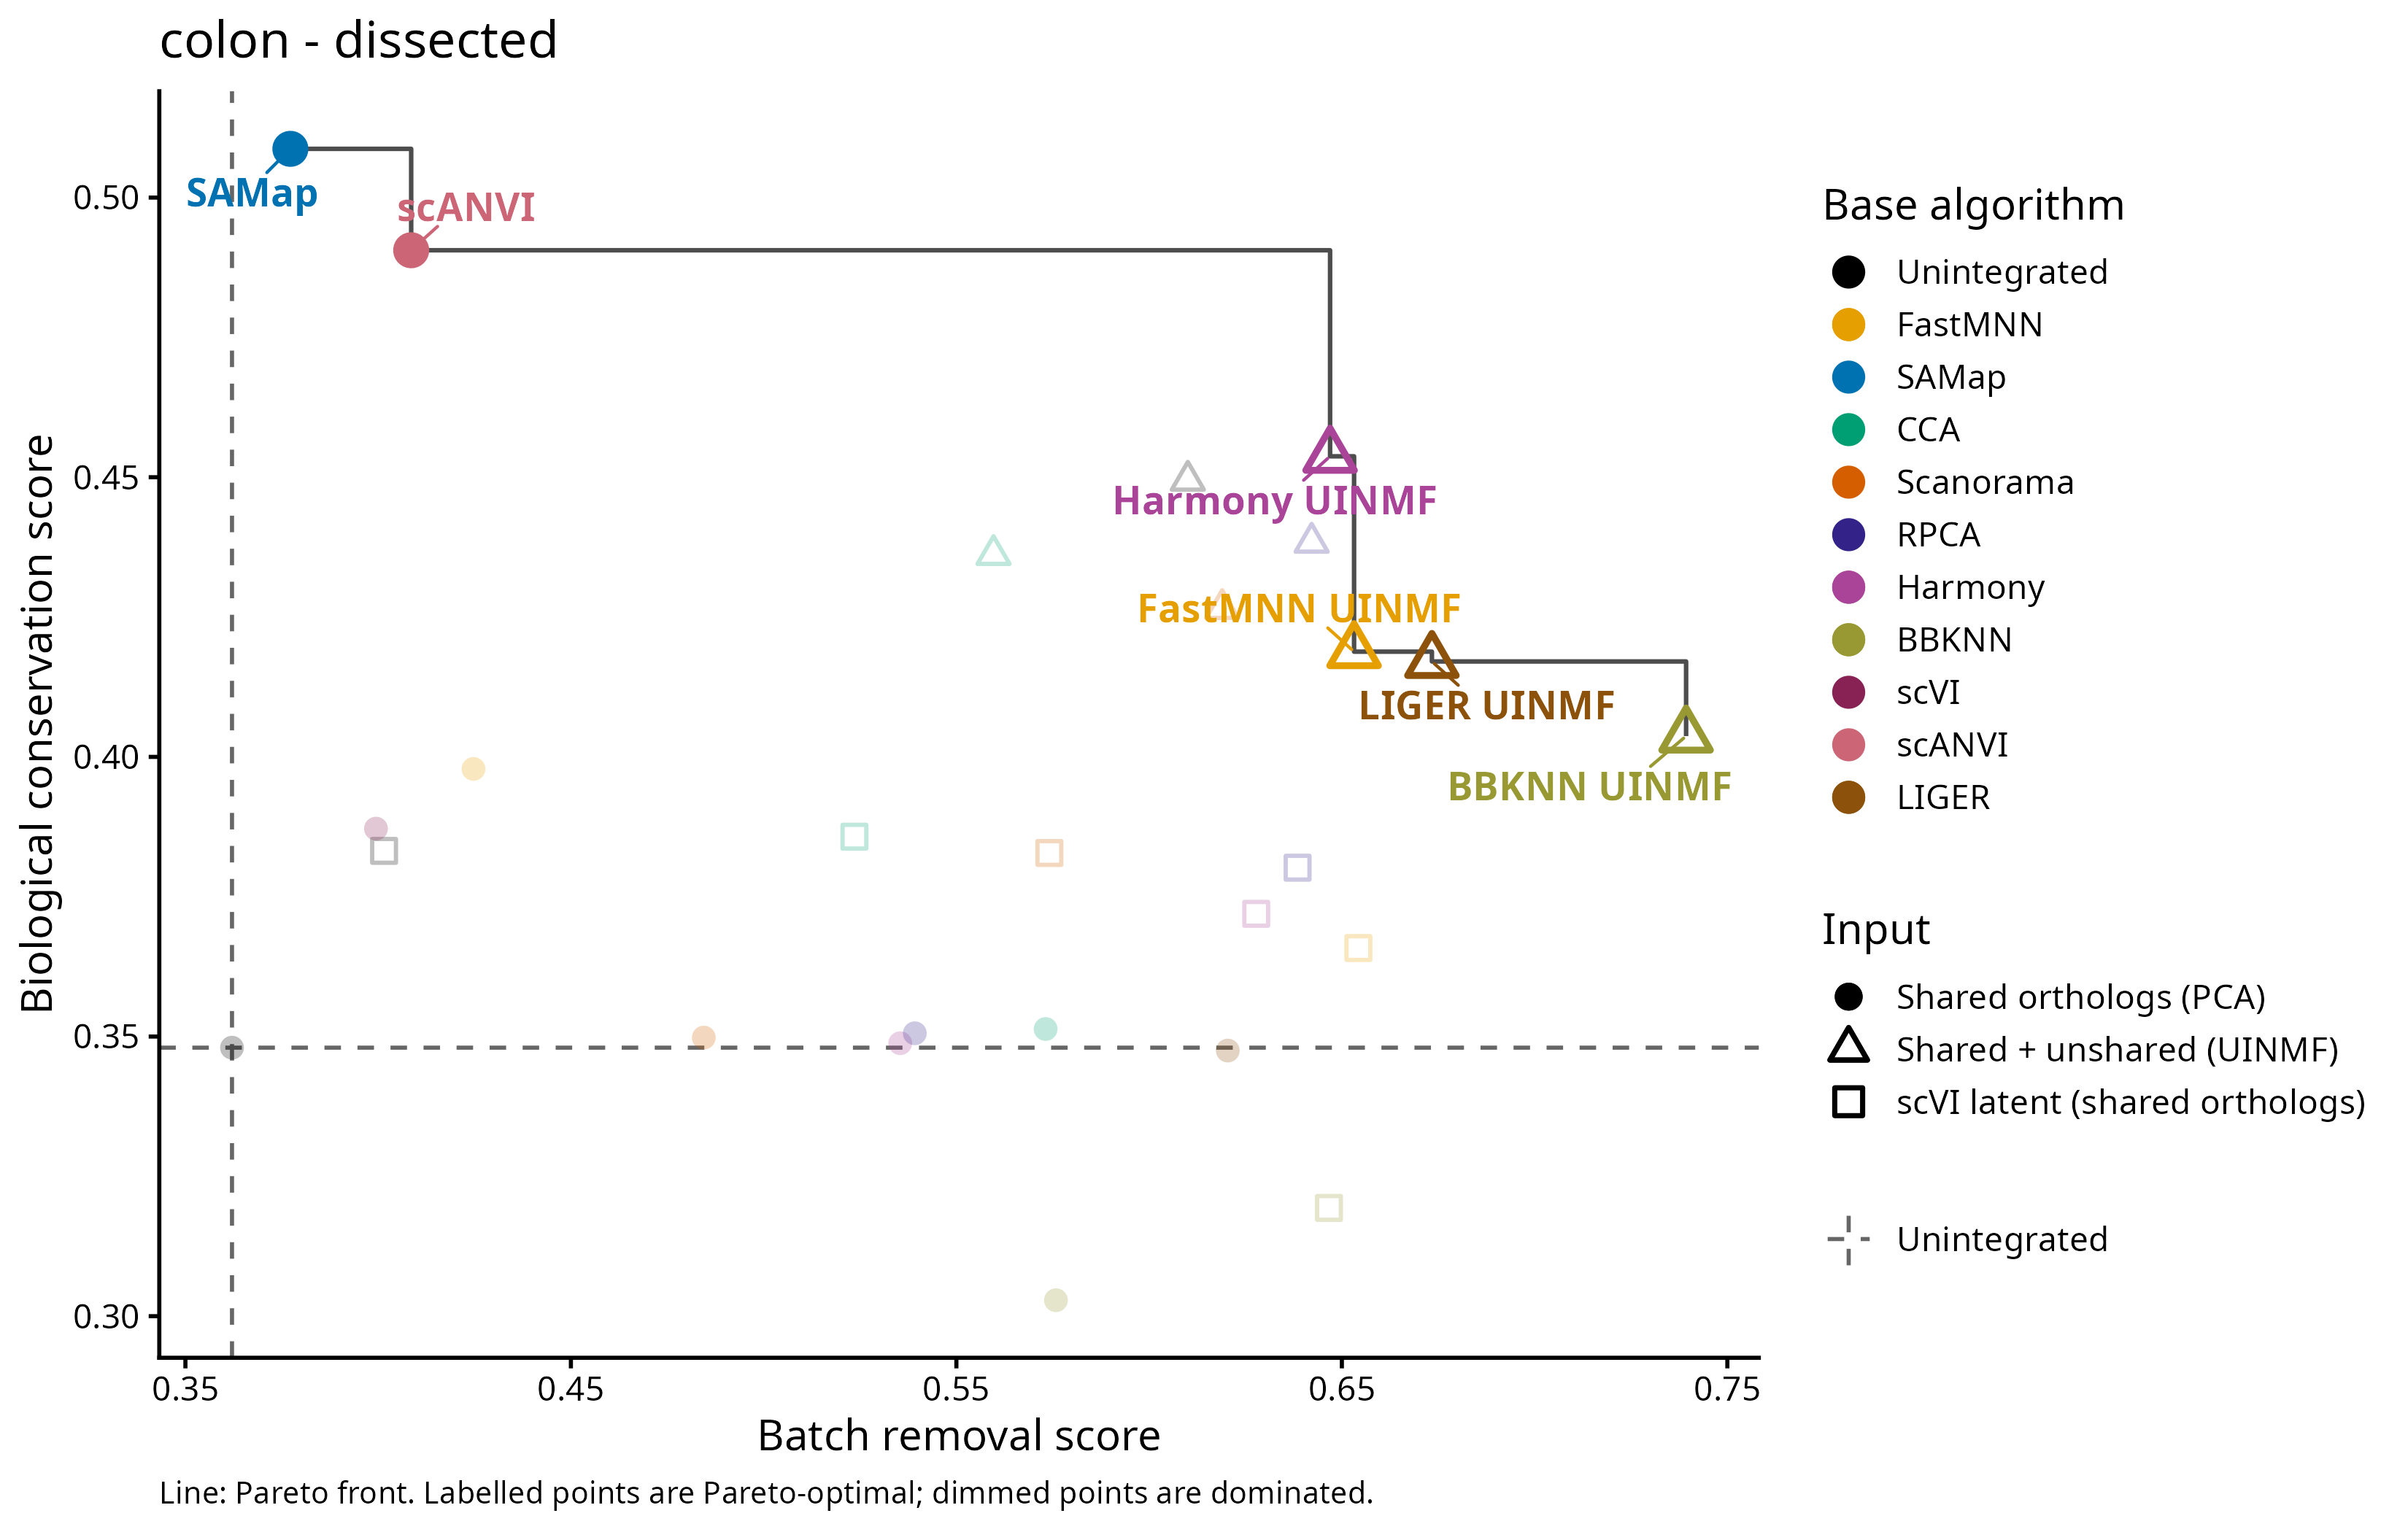 colon - dissected
Biological conservation score
0.50
0.45
0.40
0.35
0.30
SAMap
scANVI
Harmony UINMF
FastMNN UINMF
LIGER UINMF
BBKNN UINMF
0.35
0.45
0.55
0.65
0.75
Batch removal score
Line: Pareto front. Labelled points are Pareto-optimal; dimmed points are dominated.
Base algorithm
Unintegrated
FastMNN
SAMap
CCA
Scanorama
RPCA
Harmony
BBKNN
scVI
scANVI
LIGER
Input
Shared orthologs (PCA)
Shared + unshared (UINMF)
scVI latent (shared orthologs)
Unintegrated